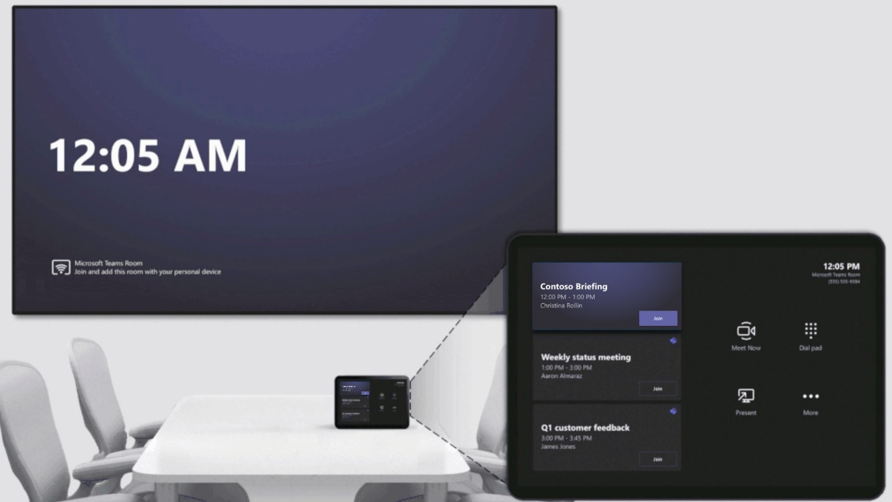 12:05 AM
Microsoft Teams Room
Join and add this room with your personal device
Contoso Briefing
12:00 PM - 1:00 PM
Christina Rollin
Join
Weekly status meeting
1:00 PM - 3:00 PM
Aaron Almaraz
Join
Q1 customer feedback
3:00 PM - 3:45 PM
James Jones
Join
12:05 PM
Microsoft Teams Room
Meet Now
Dial pad
Present
More